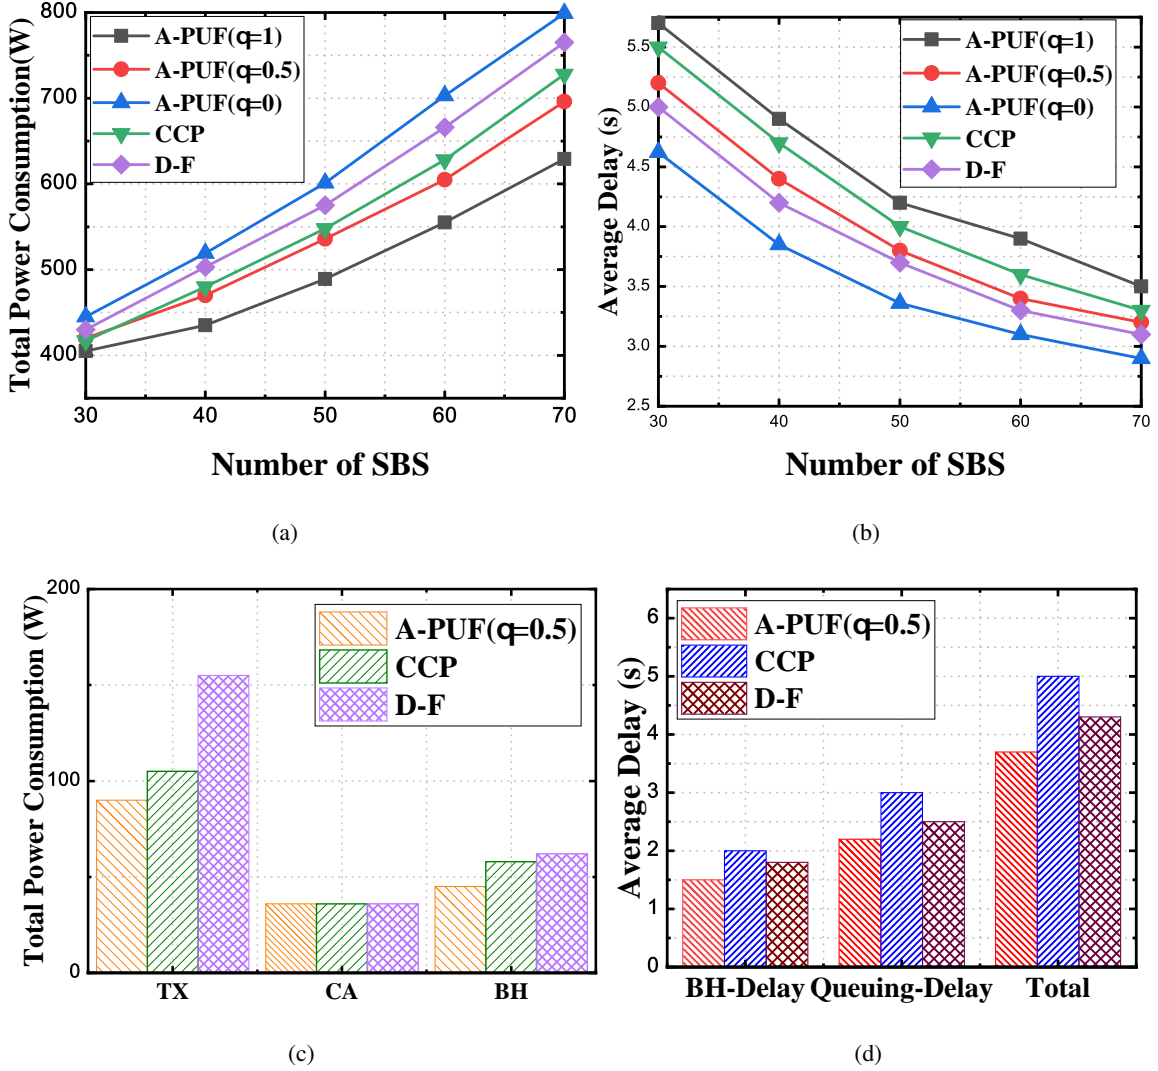 800
700
600
500
400
30
40
50
60
70
Total Power Consumption(W)
Number of SBS
A-PUF(q=1)
A-PUF(q=0.5)
A-PUF(q=0)
CCP
D-F
(a)
5.5
5.0
4.5
4.0
3.5
3.0
2.5
30
40
50
60
70
Average Delay (s)
Number of SBS
A-PUF(q=1)
A-PUF(q=0.5)
A-PUF(q=0)
CCP
D-F
(b)
200
100
0
TX
CA
BH
Total Power Consumption (W)
A-PUF(q=0.5)
CCP
D-F
(c)
6
5
4
3
2
1
0
BH-Delay
Queuing-Delay
Total
Average Delay (s)
A-PUF(q=0.5)
CCP
D-F
(d)